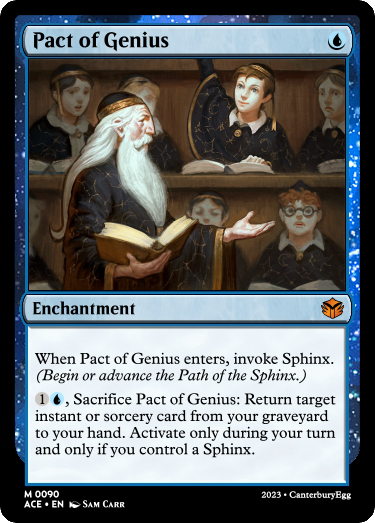 Pact of Genius
Enchantment
When Pact of Genius enters, invoke Sphinx.
(Begin or advance the Path of the Sphinx.)
1, Sacrifice Pact of Genius: Return target
instant or sorcery card from your graveyard
to your hand. Activate only during your turn
and only if you control a Sphinx.
M 0090
ACE • EN Sam Carr
2023 • CanterburyEgg